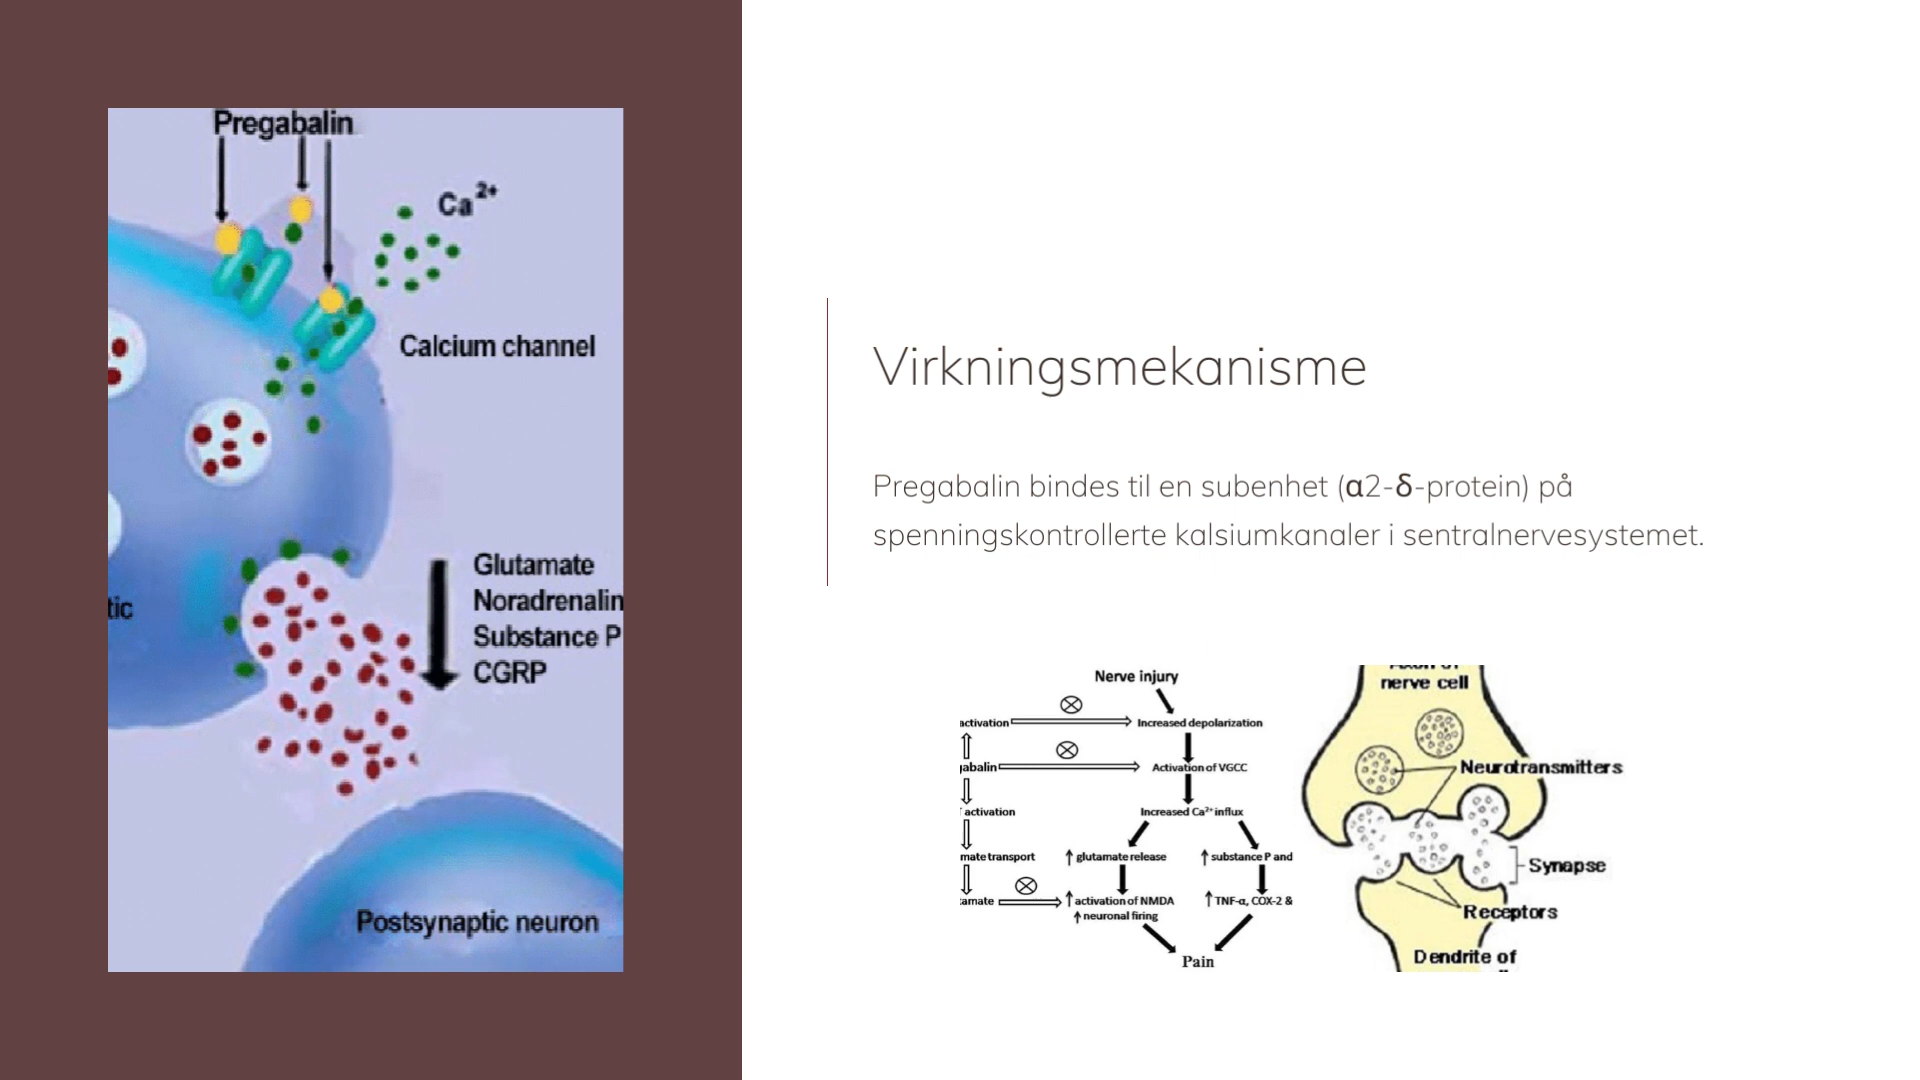 Pregabalin
Ca2+
Calcium channel
Glutamate
Noradrenalin
Substance P
CGRP
tic
Postsynaptic neuron
Virkningsmekanisme
Pregabalin bindes til en subenhet (α2-δ-protein) på
spenningskontrollerte kalsiumkanaler i sentralnervesystemet.
Nerve injury
activation
Increased depolarization
gabalin
Activation of VGCC
activation
Increased Ca2+ influx
mate transport
↑ glutamate release
↑ substance P and
amate
↑ activation of NMDA
↑ neuronal firing
↑ TNF-α, COX-2 &
Pain
nerve cell
Neurotransmitters
Synapse
Receptors
Dendrite of